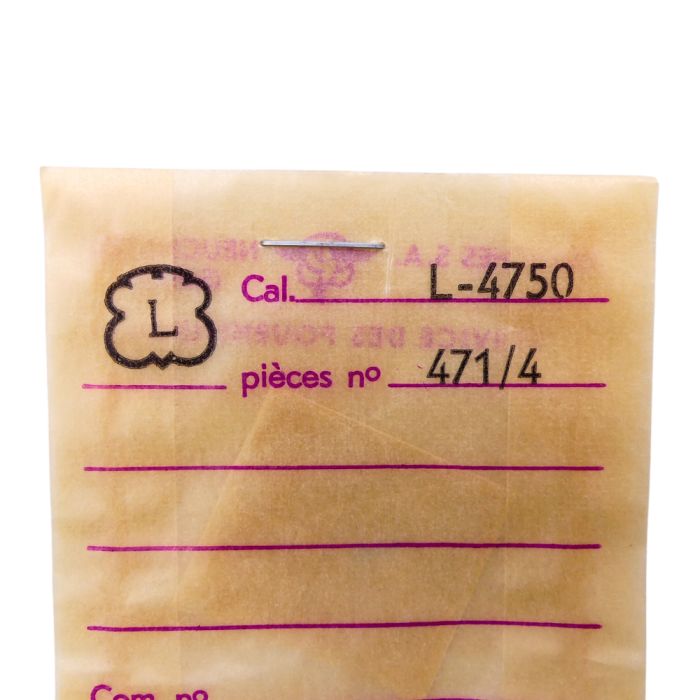 L
Cal. L-4750
pièces nº 471/4
Com. nº